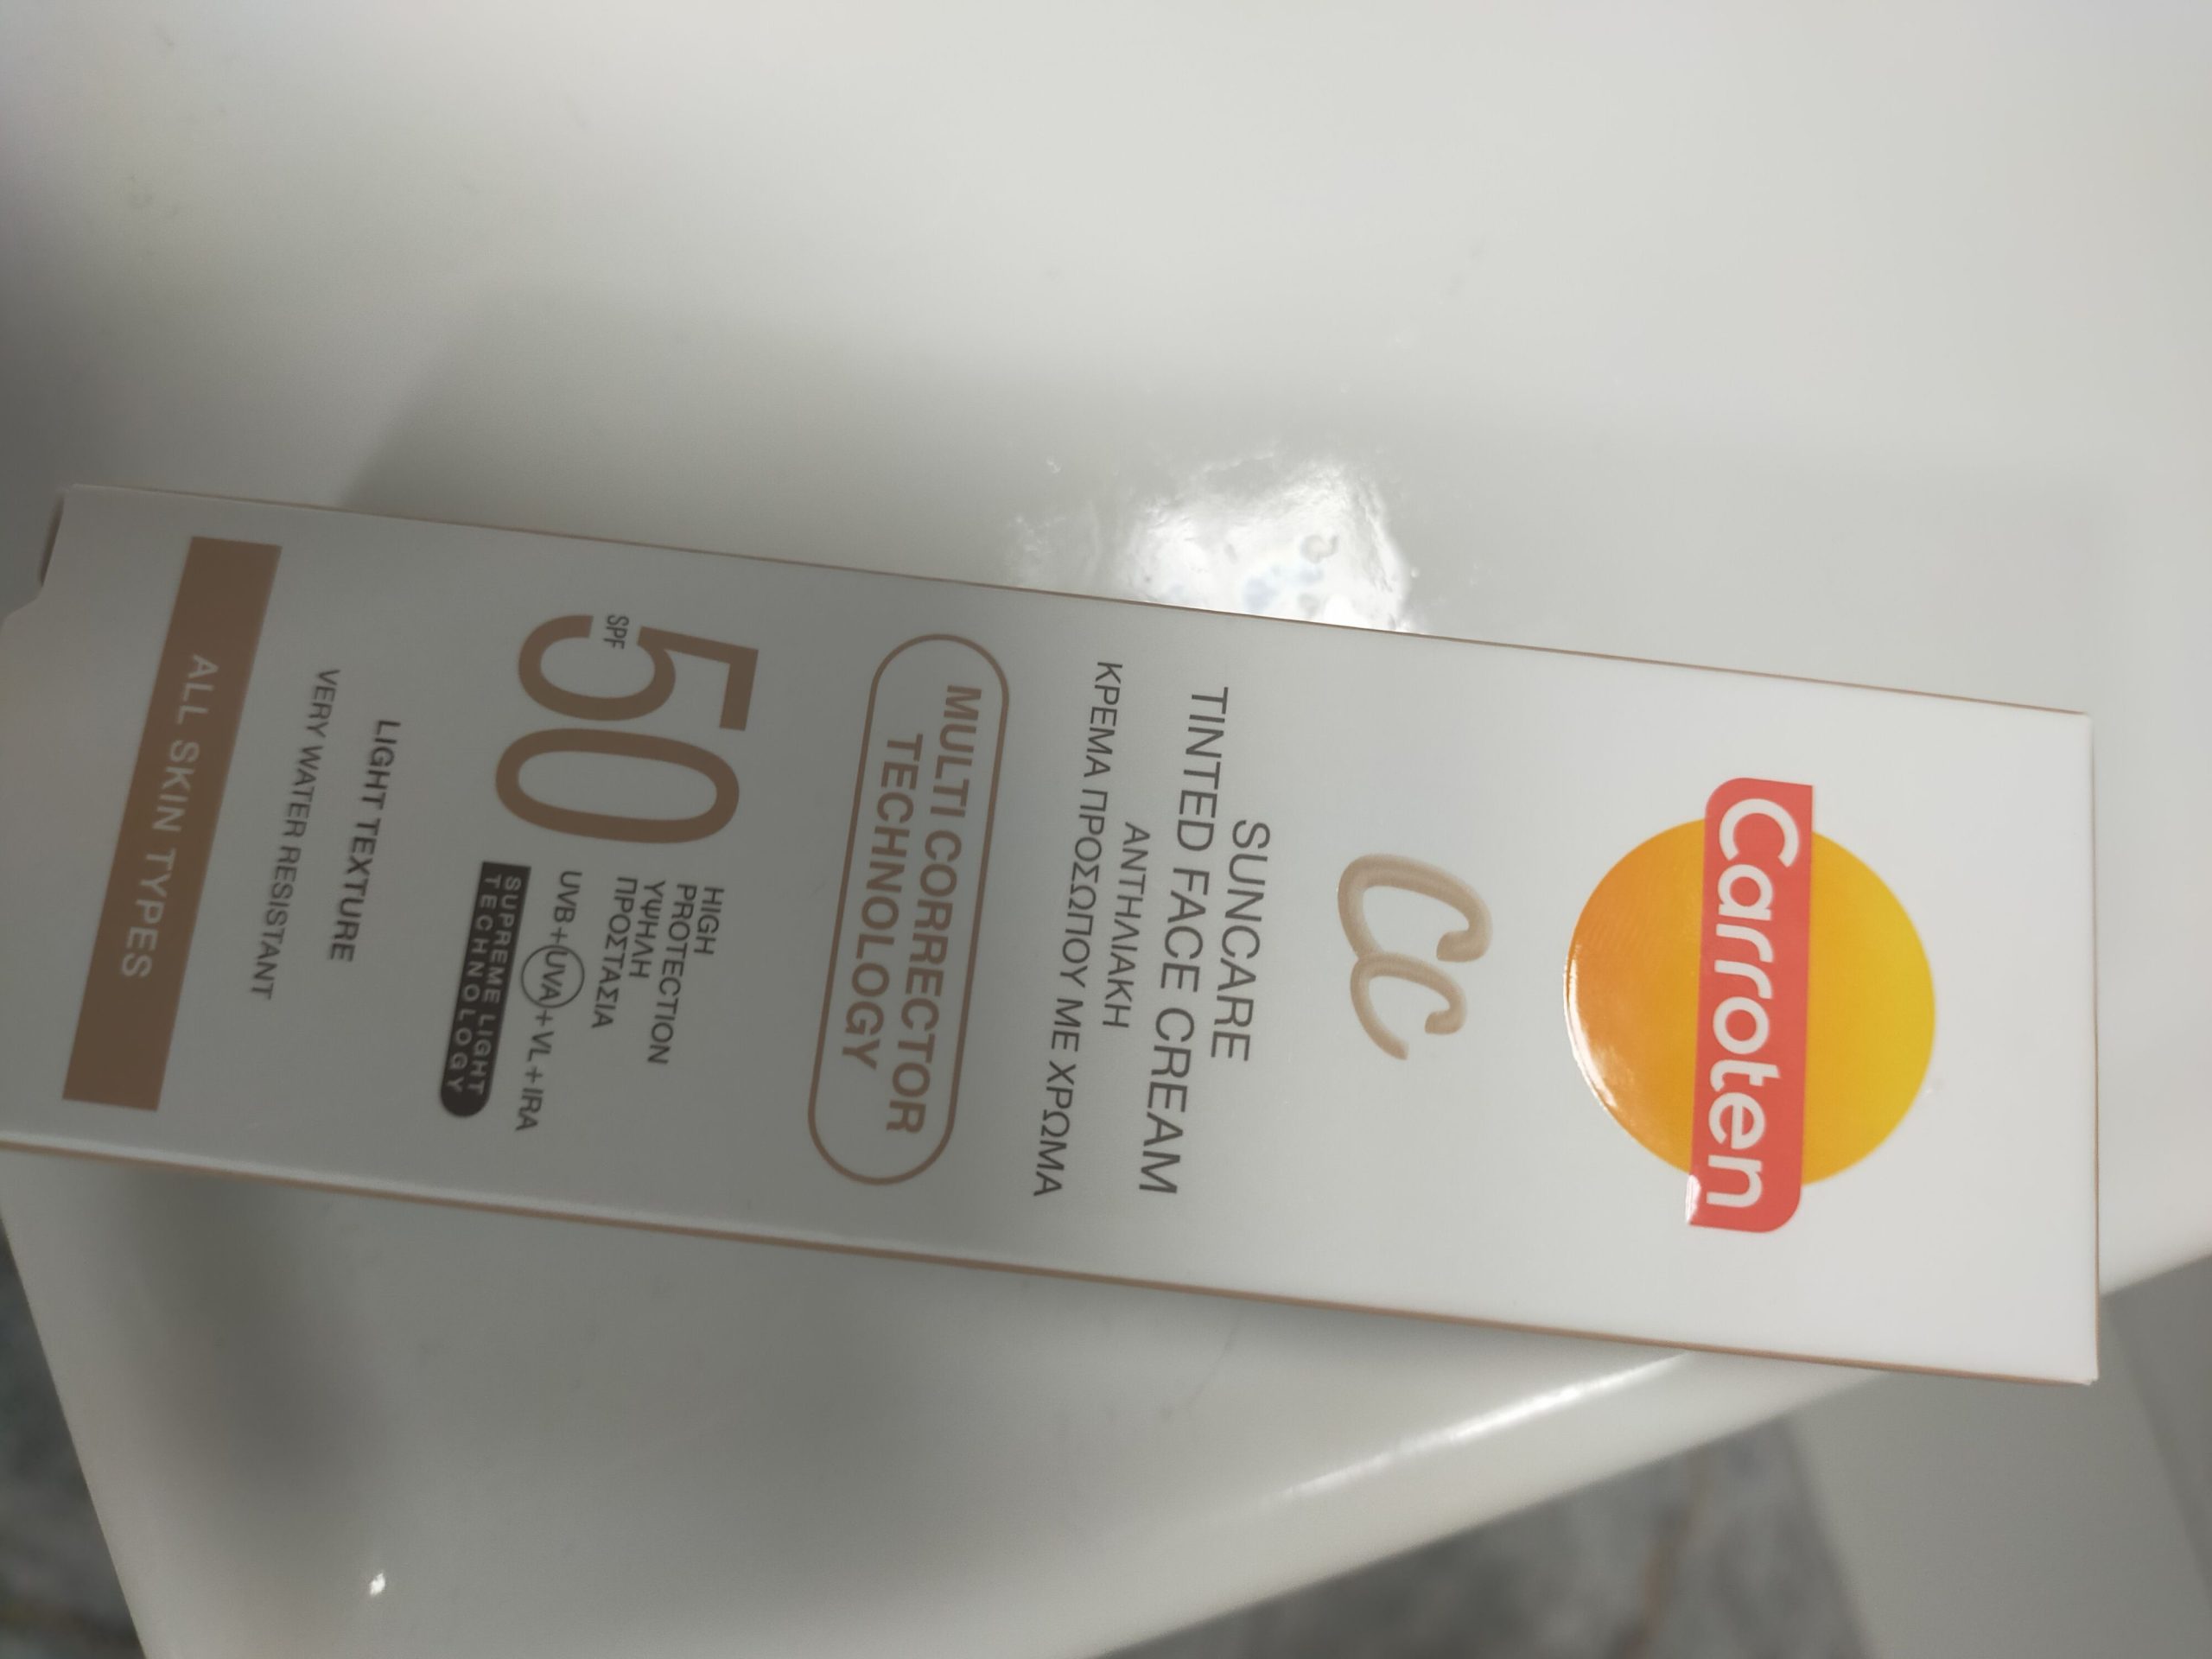 Carroten
CC
SUNCARE
TINTED FACE CREAM
ΑΝΤΗΛΙΑΚΗ
ΚΡΕΜΑ ΠΡΟΣΩΠΟΥ ΜΕ ΧΡΩΜΑ
MULTI CORRECTOR
TECHNOLOGY
SPF
50
HIGH
PROTECTION
ΥΨΗΛΗ
ΠΡΟΣΤΑΣΙΑ
UVB+UVA+VL+IRA
SUPREME LIGHT
TECHNOLOGY
LIGHT TEXTURE
VERY WATER RESISTANT
ALL SKIN TYPES